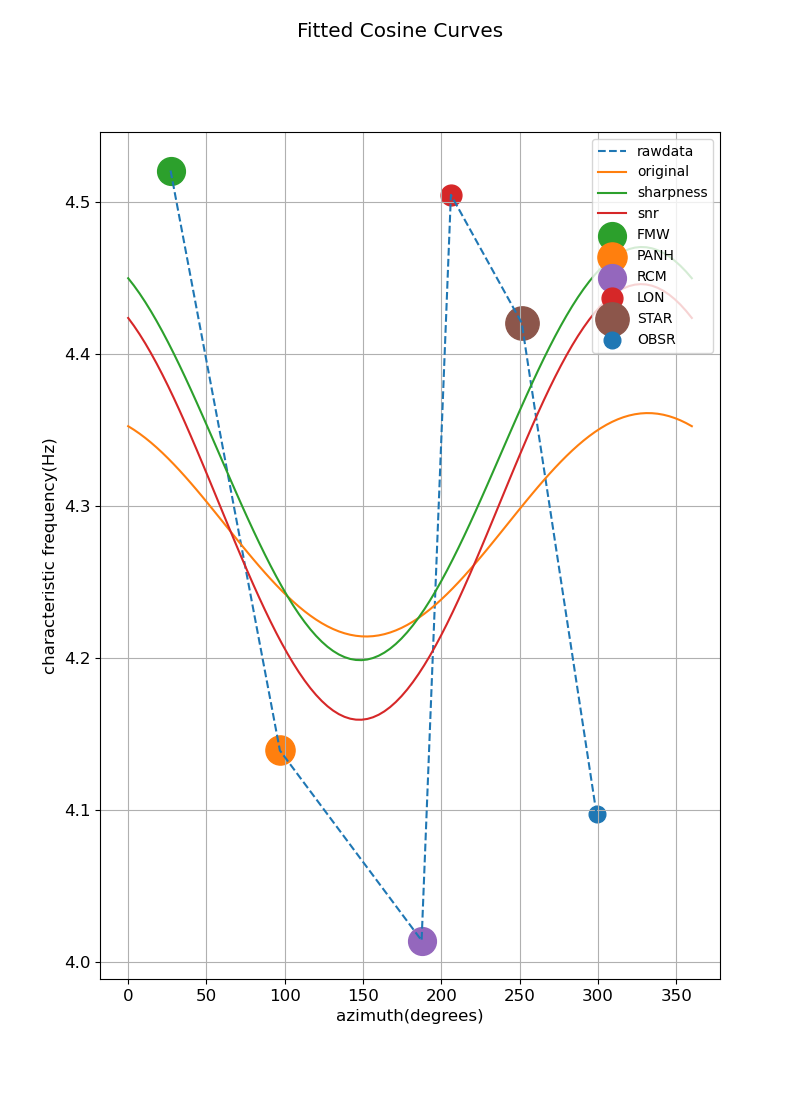 Fitted Cosine Curves
rawdata
original
sharpness
snr
FMW
PANH
RCM
LON
STAR
OBSR
4.5
4.4
4.3
4.2
4.1
4.0
characteristic frequency(Hz)
0 50 100 150 200 250 300 350
azimuth(degrees)